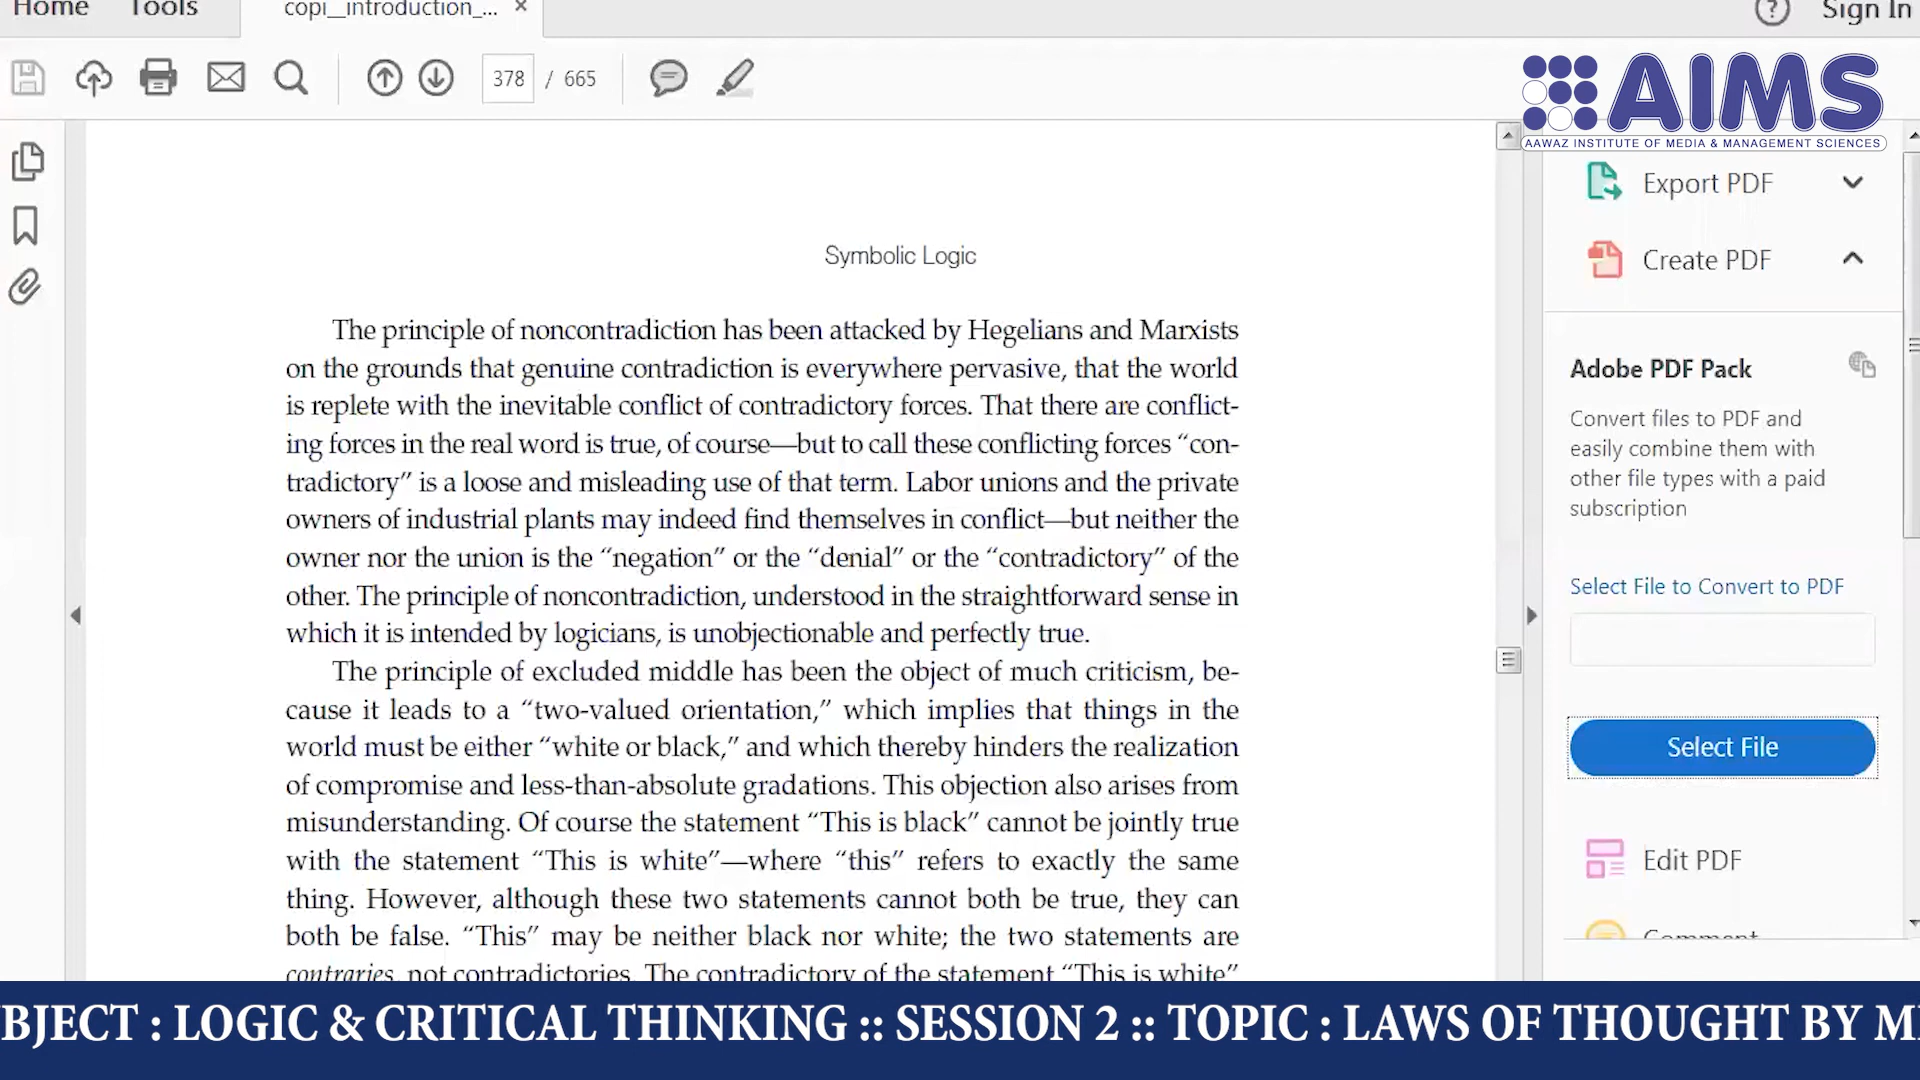 Home Tools copi__introduction_... × ? Sign In
378 / 665
AIMS
AAWAZ INSTITUTE OF MEDIA & MANAGEMENT SCIENCES
Export PDF
Create PDF
Adobe PDF Pack
Convert files to PDF and
easily combine them with
other file types with a paid
subscription
Select File to Convert to PDF
Select File
Edit PDF
Comment
Symbolic Logic
The principle of noncontradiction has been attacked by Hegelians and Marxists
on the grounds that genuine contradiction is everywhere pervasive, that the world
is replete with the inevitable conflict of contradictory forces. That there are conflict-
ing forces in the real word is true, of course—but to call these conflicting forces “con-
tradictory” is a loose and misleading use of that term. Labor unions and the private
owners of industrial plants may indeed find themselves in conflict—but neither the
owner nor the union is the “negation” or the “denial” or the “contradictory” of the
other. The principle of noncontradiction, understood in the straightforward sense in
which it is intended by logicians, is unobjectionable and perfectly true.
The principle of excluded middle has been the object of much criticism, be-
cause it leads to a “two-valued orientation,” which implies that things in the
world must be either “white or black,” and which thereby hinders the realization
of compromise and less-than-absolute gradations. This objection also arises from
misunderstanding. Of course the statement “This is black” cannot be jointly true
with the statement “This is white”—where “this” refers to exactly the same
thing. However, although these two statements cannot both be true, they can
both be false. “This” may be neither black nor white; the two statements are
contraries, not contradictories. The contradictory of the statement “This is white”
BJECT : LOGIC & CRITICAL THINKING :: SESSION 2 :: TOPIC : LAWS OF THOUGHT BY M